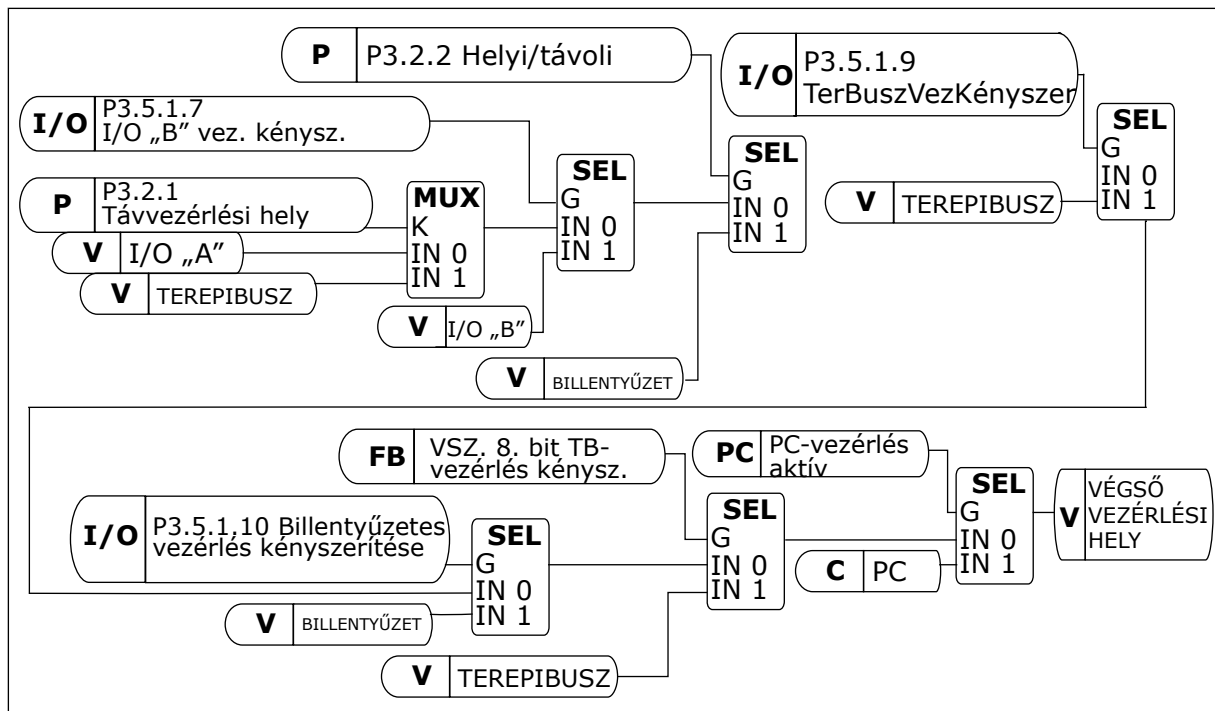 P P3.2.2 Helyi/távoli
I/O P3.5.1.9
TerBuszVezKényszer
I/O P3.5.1.7
I/O „B” vez. kénysz.
SEL
G
IN 0
IN 1
SEL
G
IN 0
IN 1
SEL
G
IN 0
IN 1
P P3.2.1
Távvezérlési hely
MUX
K
IN 0
IN 1
V TEREPIBUSZ
V I/O „A”
V TEREPIBUSZ
V I/O „B”
V BILLENTYŰZET
FB VSZ. 8. bit TB-
vezérlés kénysz.
PC PC-vezérlés
aktív
SEL
G
IN 0
IN 1
V VÉGSŐ
VEZÉRLÉSI
HELY
I/O P3.5.1,10 Billentyűzetes
vezérlés kényszerítése
SEL
G
IN 0
IN 1
SEL
G
IN 0
IN 1
C PC
V BILLENTYŰZET
V TEREPIBUSZ